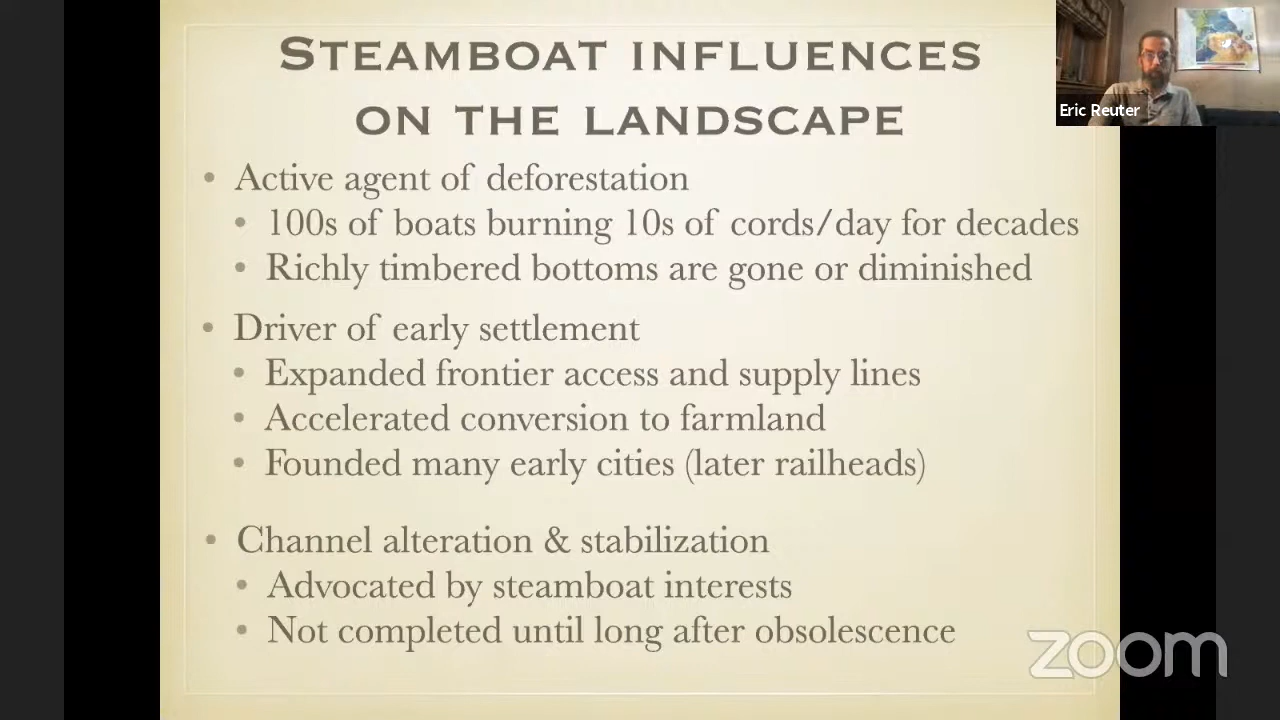 STEAMBOAT INFLUENCES
ON THE LANDSCAPE
Eric Reuter
• Active agent of deforestation
• 100s of boats burning 10s of cords/day for decades
• Richly timbered bottoms are gone or diminished
• Driver of early settlement
• Expanded frontier access and supply lines
• Accelerated conversion to farmland
• Founded many early cities (later railheads)
• Channel alteration & stabilization
• Advocated by steamboat interests
• Not completed until long after obsolescence
zoom